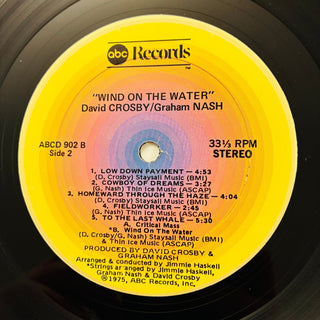 abc Records
TM
"WIND ON THE WATER"
David CROSBY/Graham NASH
ABCD 902 B
Side 2
33⅓ RPM
STEREO
1. LOW DOWN PAYMENT — 4:53
(D. Crosby) Staysail Music (BMI)
2. COWBOY OF DREAMS — 3:27
(G. Nash) Thin Ice Music (ASCAP)
3. HOMEWARD THROUGH THE HAZE — 4:04
(D. Crosby) Staysail Music (BMI)
4. FIELDWORKER — 2:45
(D. Crosby/G. Nash) Staysail Music (BMI)
& Thin Ice Music (ASCAP)
5. TO THE LAST WHALE — 5:30
A. Critical Mass
*B. Wind On The Water
(D. Crosby/G. Nash) Staysall Music (BMI)
& Thin Ice Music (ASCAP)
PRODUCED BY DAVID CROSBY &
GRAHAM NASH
Arranged & conducted by Jimmie Haskell
*Strings arranged by Jimmie Haskell,
Graham Nash & David Crosby
©1975, ABC Records, Inc.